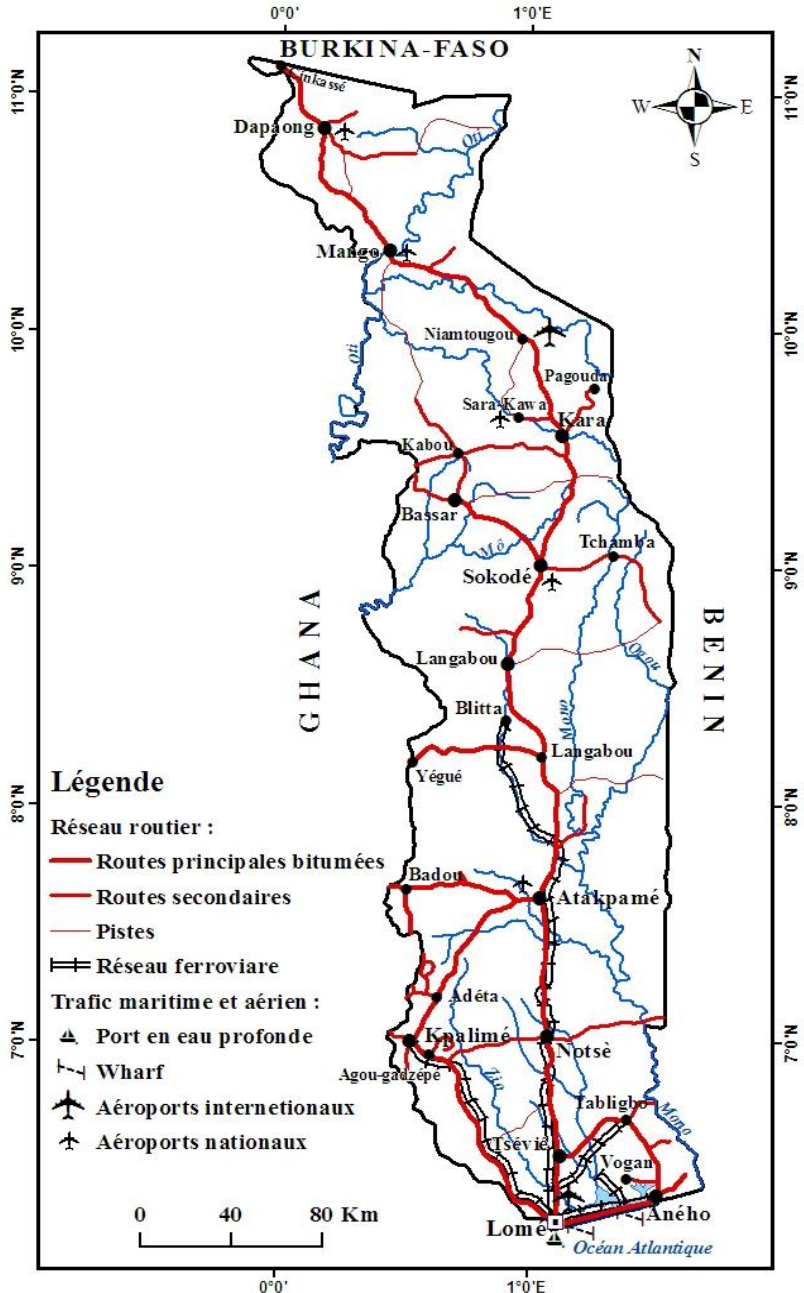 0°0' 1°0'E
BURKINA-FASO
N
W E
S
11°0'N 11°0'N
Cinkassé
Dapaong
Oti
Mango
10°0'N 10°0'N
Niamtougou
Oti
Pagouda
Sara-Kawa
Kara
Kabou
Bassar
Mô
Tchamba
9°0'N 9°0'N
Sokodé
GHANA
BENIN
Langabou
Ogou
Blitta
Mono
Langabou
Yégué
8°0'N 8°0'N
Légende
Réseau routier :
Routes principales bitumées
Routes secondaires
Pistes
Réseau ferroviare
Trafic maritime et aérien :
Port en eau profonde
Wharf
Aéroports internetionaux
Aéroports nationaux
0 40 80 Km
Badou
Atakpamé
Adéta
7°0'N 7°0'N
Kpalimé
Notsè
Agou-gadzépé
Zio
Tabligbo
Mono
Tsévié
Vogan
Lomé
Aného
Océan Atlantique
0°0' 1°0'E